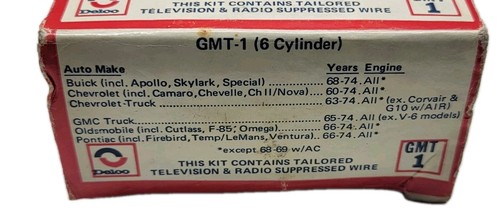 THIS KIT CONTAINS TAILORED
TELEVISION & RADIO SUPPRESSED WIRE
Delco
GMT
1
GMT-1 (6 Cylinder)
Auto Make Years Engine
Buick (incl. Apollo, Skylark, Special) ............ 68-74. All*
Chevrolet (incl. Camaro, Chevelle, Ch II/Nova).... 60-74. All*
Chevrolet-Truck........................ 63-74. All* (ex. Corvair &
G10 w/AIR)
GMC Truck........................ 65-74. All (ex. V-6 models)
Oldsmobile (incl. Cutlass, F-85, Omega)..... 66-74. All*
Pontiac (incl. Firebird, Temp/LeMans, Ventura).. 66-74. All*
*except 68-69 w/AC
Delco
THIS KIT CONTAINS TAILORED
TELEVISION & RADIO SUPPRESSED WIRE
GMT
1